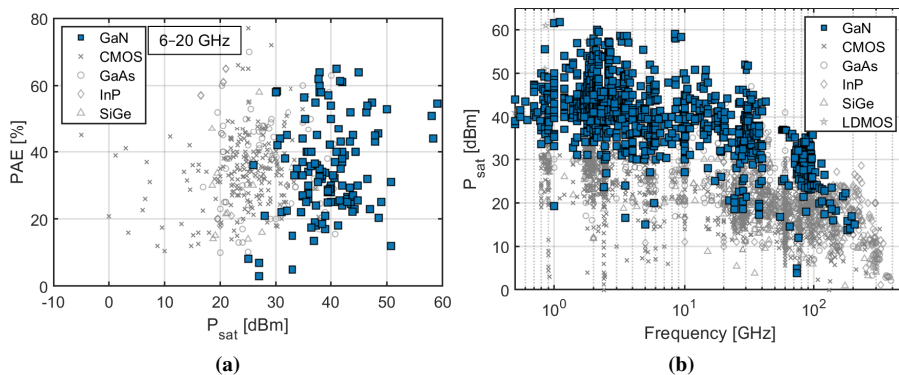 80
60
40
20
0
PAE [%]
GaN
CMOS
GaAs
InP
SiGe
6–20 GHz
-10 0 10 20 30 40 50 60
P_sat [dBm]
(a)
60
50
40
30
20
10
0
P_sat [dBm]
GaN
CMOS
GaAs
InP
SiGe
LDMOS
10^0 10^1 10^2
Frequency [GHz]
(b)